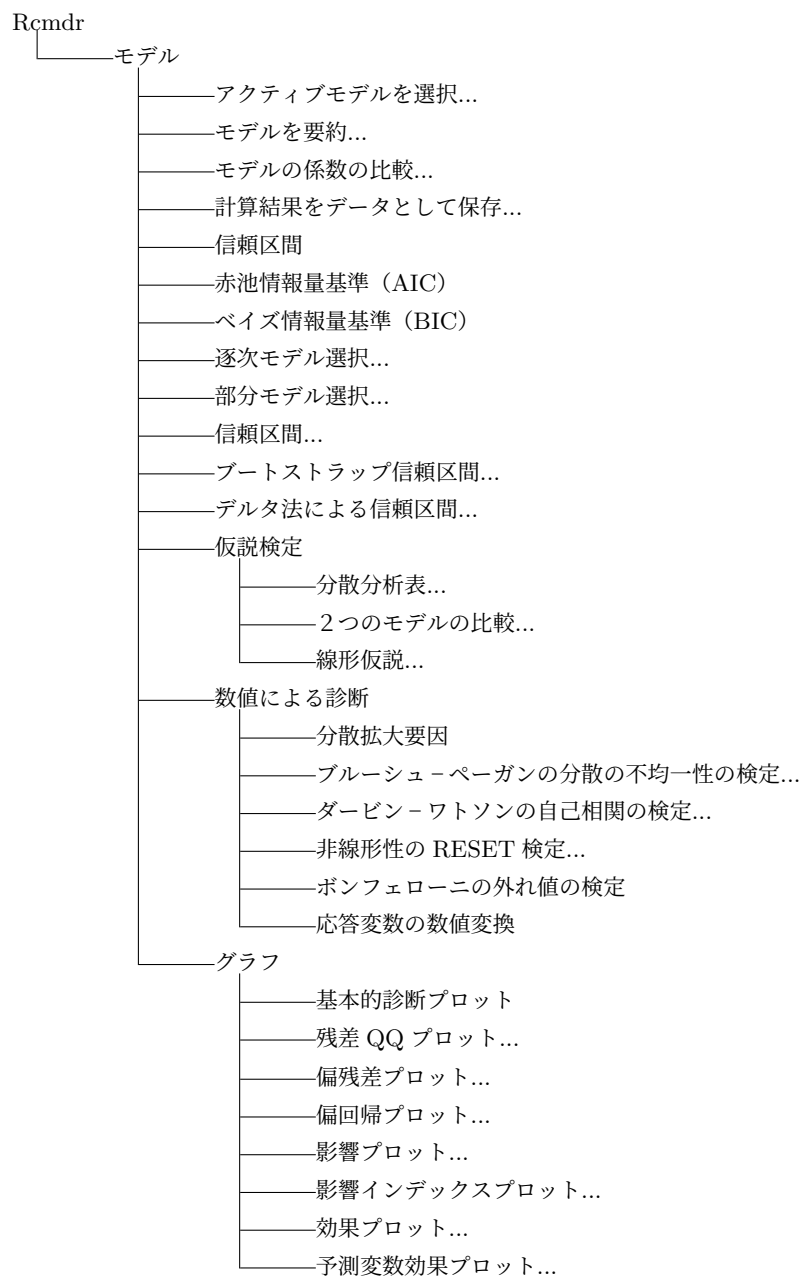 Rcmdr
モデル
アクティブモデルを選択...
モデルを要約...
モデルの係数の比較...
計算結果をデータとして保存...
信頼区間
赤池情報量基準（AIC）
ベイズ情報量基準（BIC）
逐次モデル選択...
部分モデル選択...
信頼区間...
ブートストラップ信頼区間...
デルタ法による信頼区間...
仮説検定
分散分析表...
２つのモデルの比較...
線形仮説...
数値による診断
分散拡大要因
ブルーシュ−ペーガンの分散の不均一性の検定...
ダービン−ワトソンの自己相関の検定...
非線形性の RESET 検定...
ボンフェローニの外れ値の検定
応答変数の数値変換
グラフ
基本的診断プロット
残差 QQ プロット...
偏残差プロット...
偏回帰プロット...
影響プロット...
影響インデックスプロット...
効果プロット...
予測変数効果プロット...